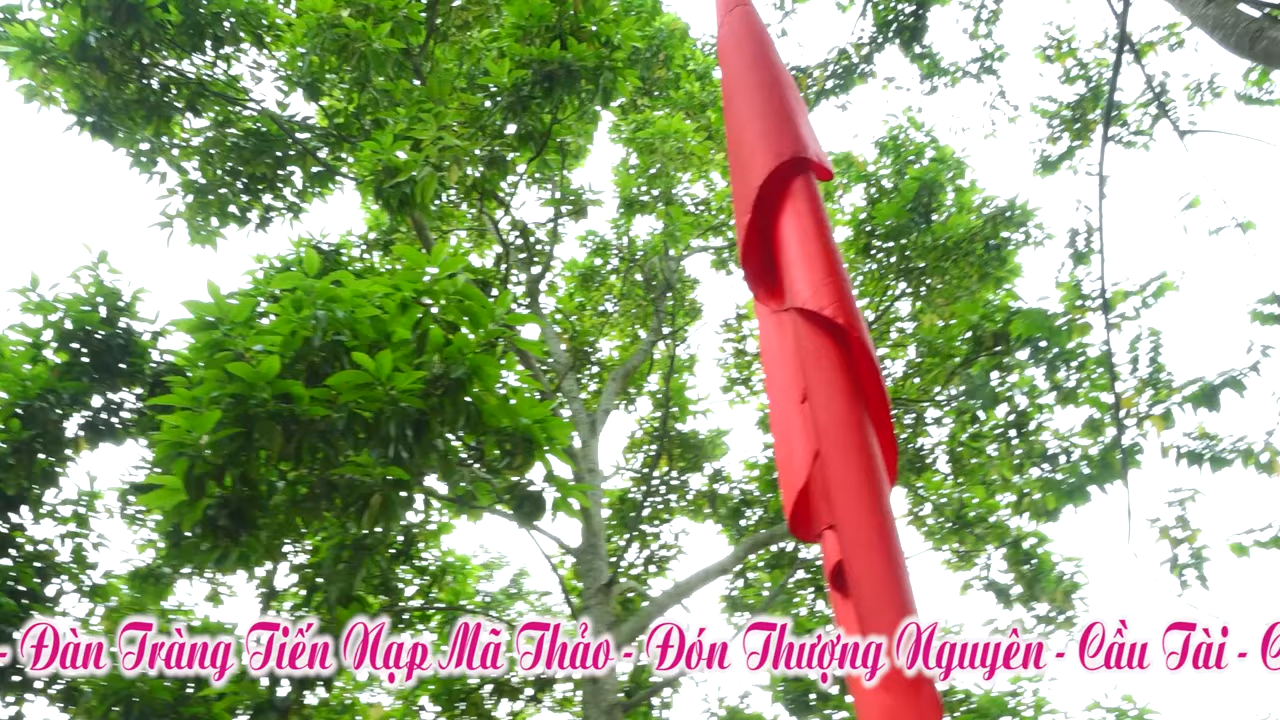 - Đàn Tràng Tiến Nạp Mã Thảo - Đón Thượng Nguyên - Cầu Tài - C